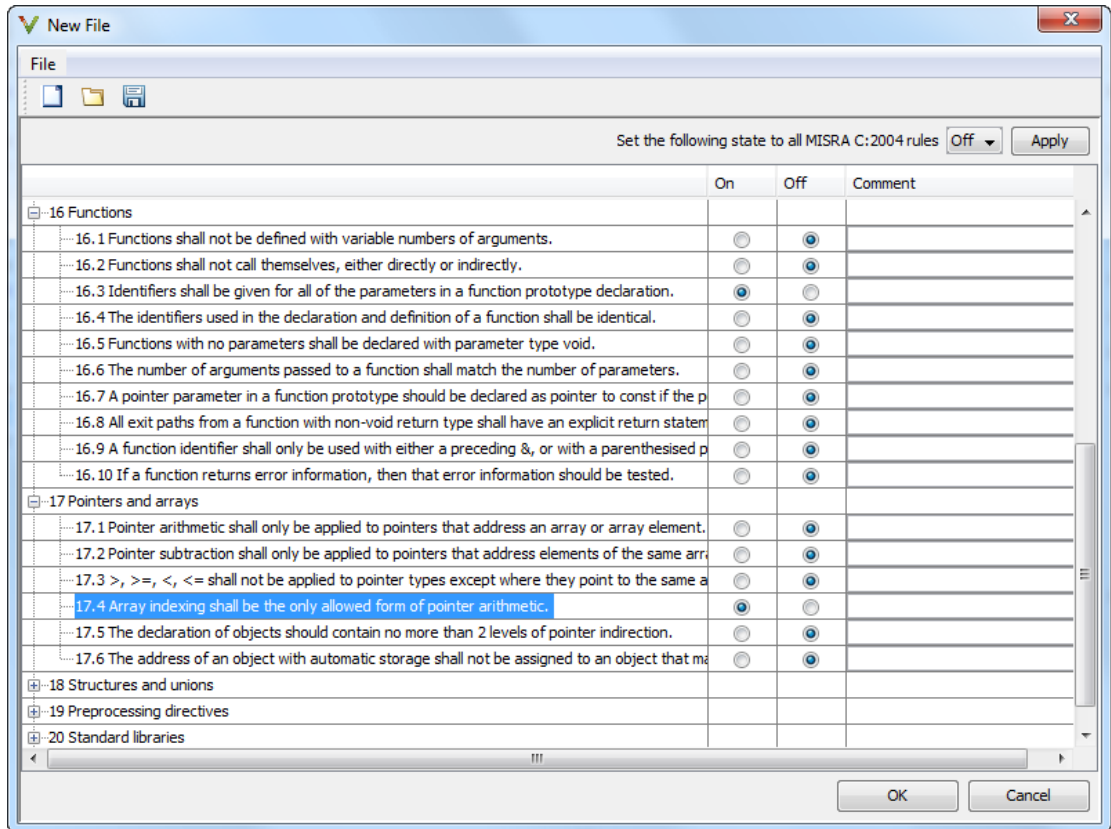 New File
File
Set the following state to all MISRA C:2004 rules Off Apply
On Off Comment
16 Functions
16.1 Functions shall not be defined with variable numbers of arguments.
16.2 Functions shall not call themselves, either directly or indirectly.
16.3 Identifiers shall be given for all of the parameters in a function prototype declaration.
16.4 The identifiers used in the declaration and definition of a function shall be identical.
16.5 Functions with no parameters shall be declared with parameter type void.
16.6 The number of arguments passed to a function shall match the number of parameters.
16.7 A pointer parameter in a function prototype should be declared as pointer to const if the p
16.8 All exit paths from a function with non-void return type shall have an explicit return statem
16.9 A function identifier shall only be used with either a preceding &, or with a parenthesised p
16.10 If a function returns error information, then that error information should be tested.
17 Pointers and arrays
17.1 Pointer arithmetic shall only be applied to pointers that address an array or array element.
17.2 Pointer subtraction shall only be applied to pointers that address elements of the same arra
17.3 >, >=, <, <= shall not be applied to pointer types except where they point to the same a
17.4 Array indexing shall be the only allowed form of pointer arithmetic.
17.5 The declaration of objects should contain no more than 2 levels of pointer indirection.
17.6 The address of an object with automatic storage shall not be assigned to an object that ma
18 Structures and unions
19 Preprocessing directives
20 Standard libraries
OK Cancel